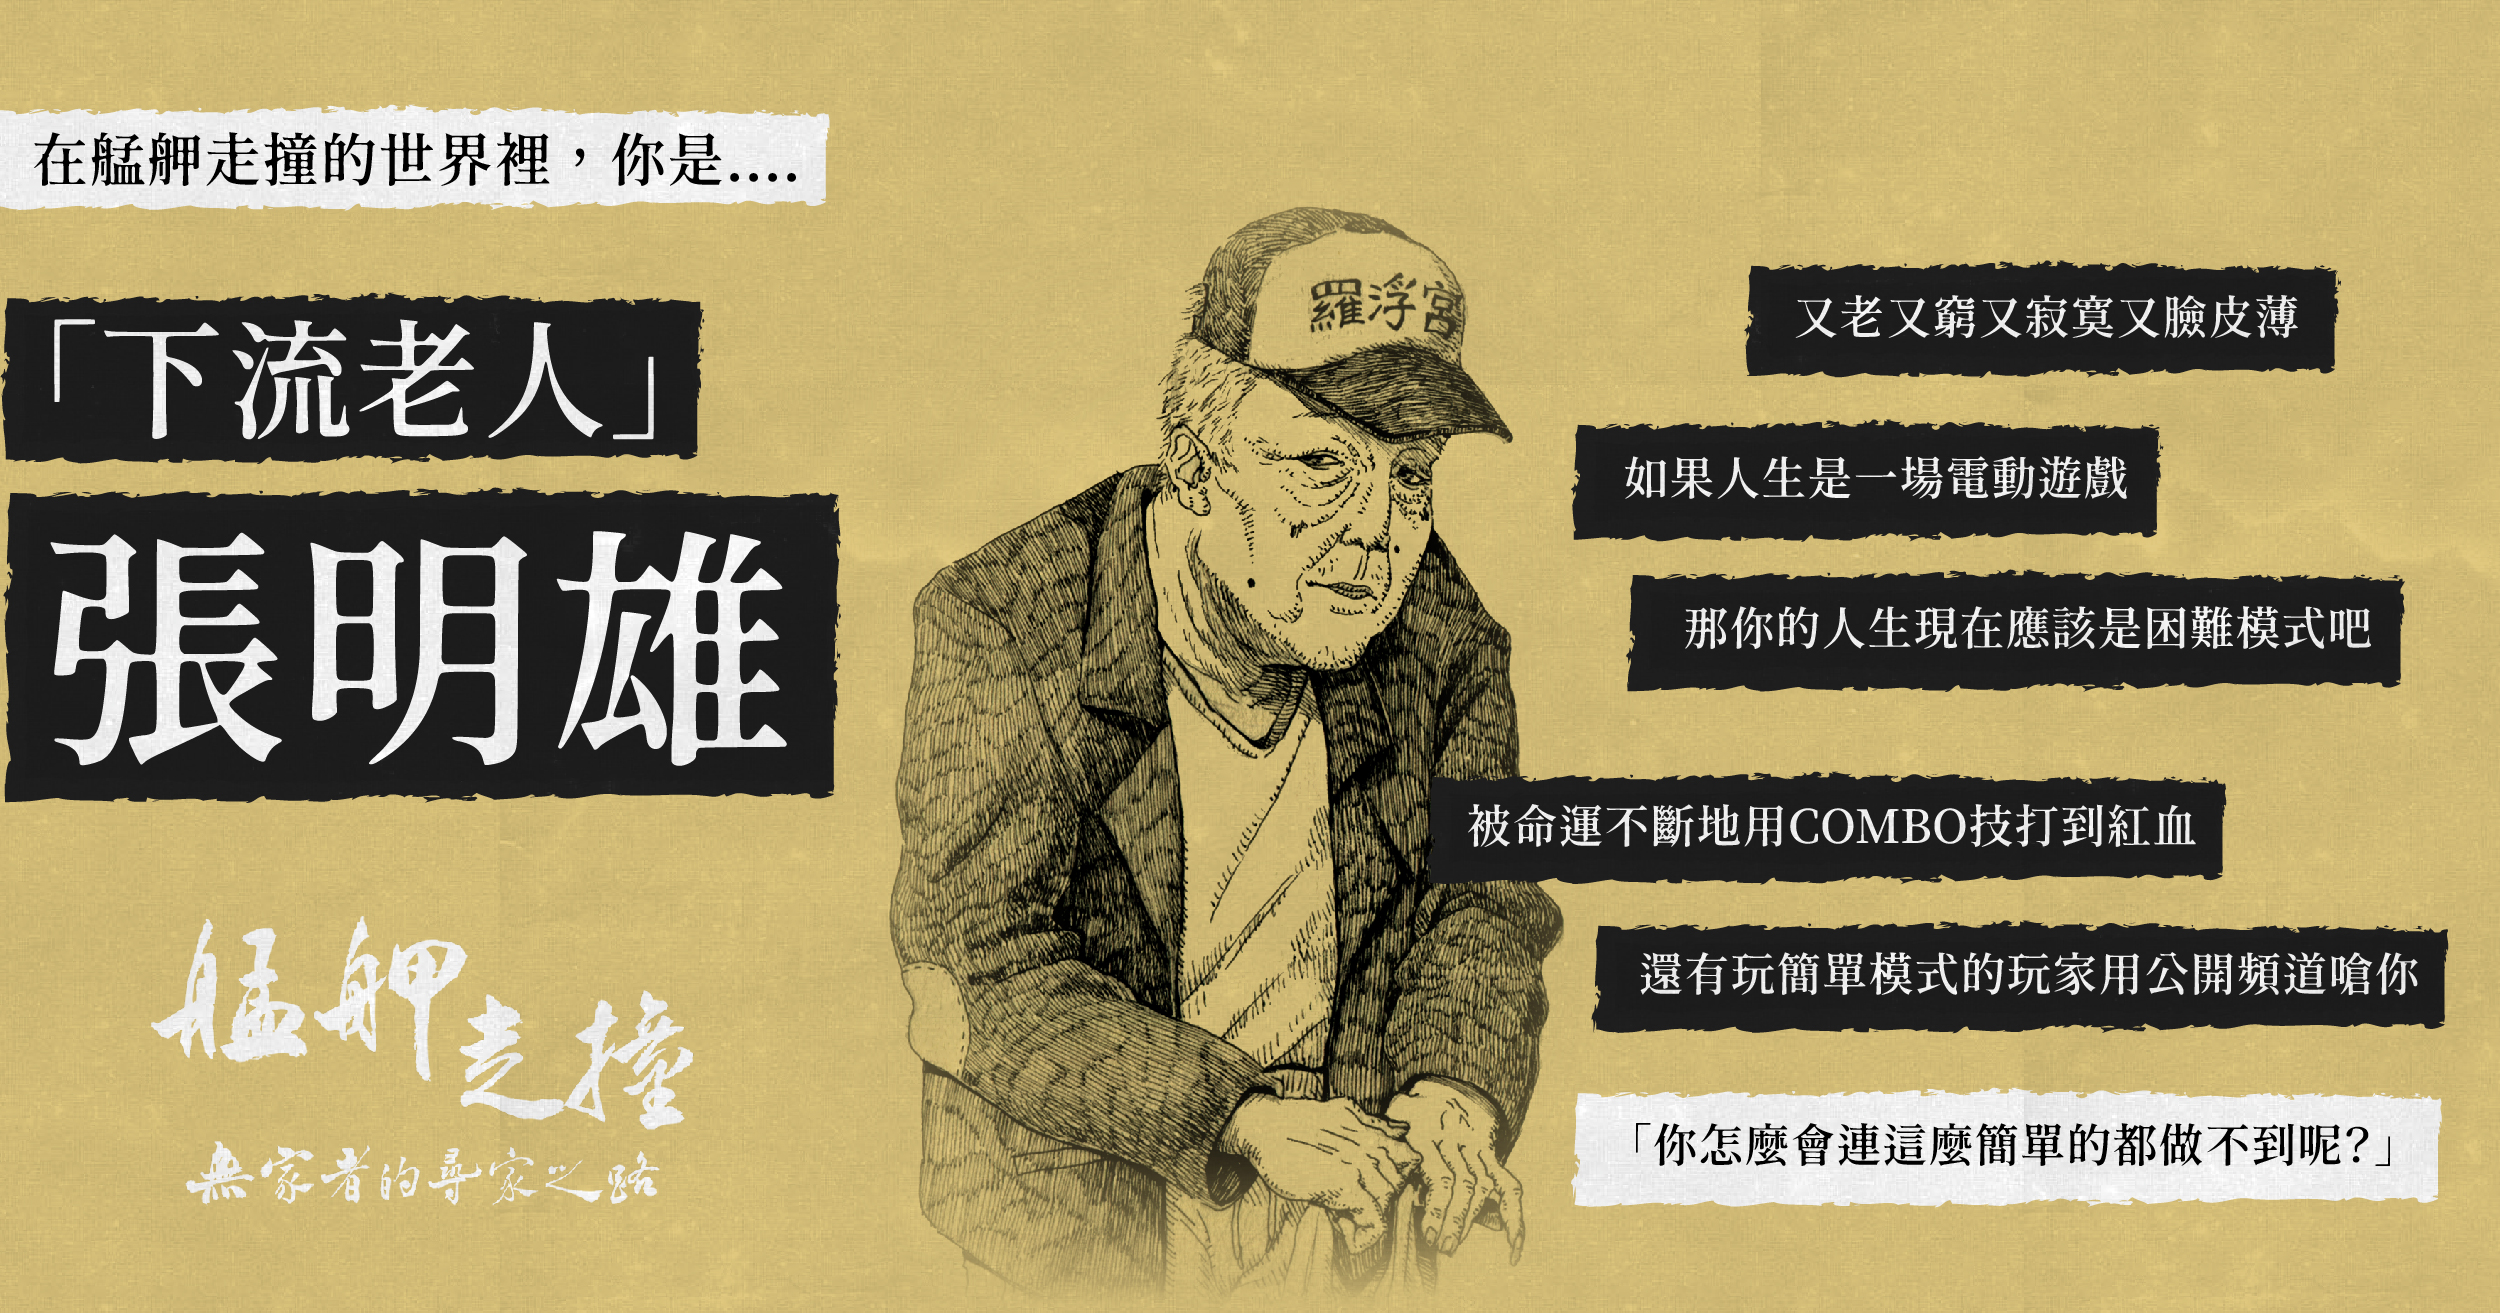 在艋舺走撞的世界裡，你是....
「下流老人」
張明雄
艋舺走撞
無家者的尋家之路
羅浮宮
又老又窮又寂寞又臉皮薄
如果人生是一場電動遊戲
那你的人生現在應該是困難模式吧
被命運不斷地用COMBO技打到紅血
還有玩簡單模式的玩家用公開頻道嗆你
「你怎麼會連這麼簡單的都做不到呢?」